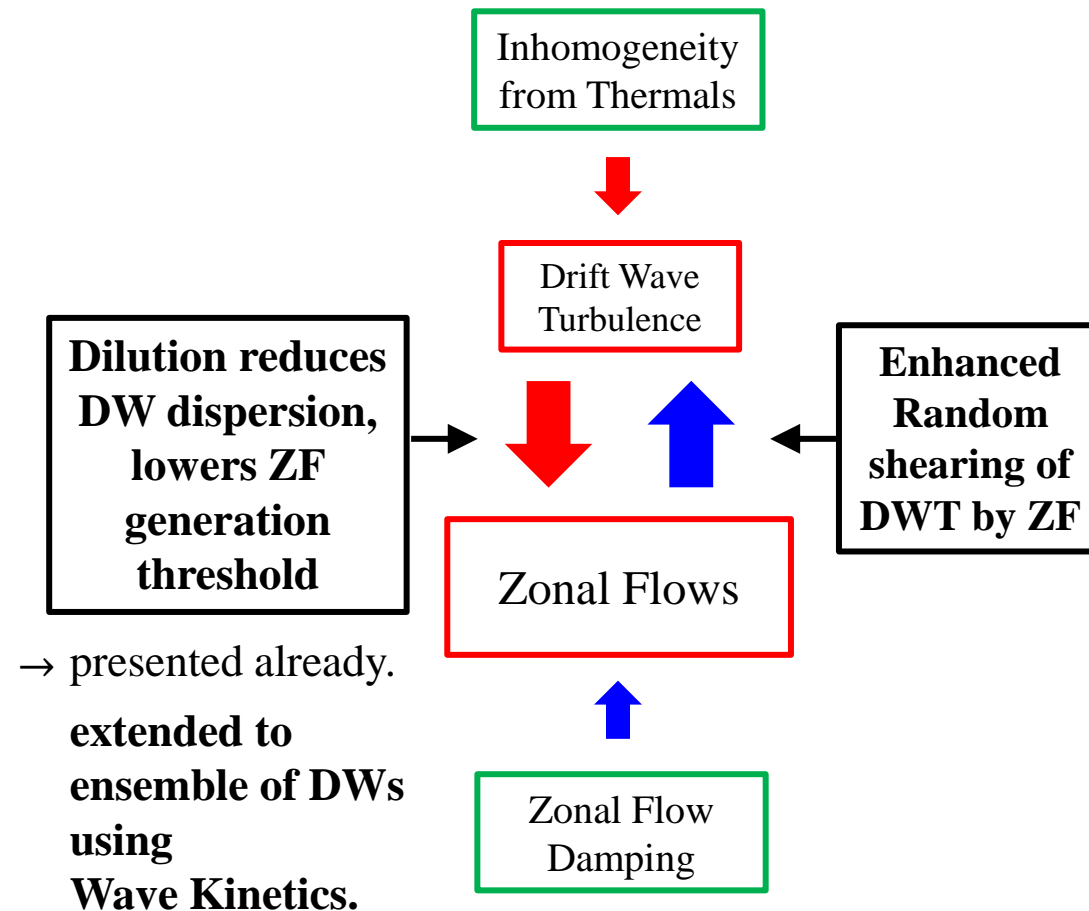 Inhomogeneity
from Thermals
Drift Wave
Turbulence
Dilution reduces
DW dispersion,
lowers ZF
generation
threshold
Enhanced
Random
shearing of
DWT by ZF
Zonal Flows
→ presented already.
extended to
ensemble of DWs
using
Wave Kinetics.
Zonal Flow
Damping